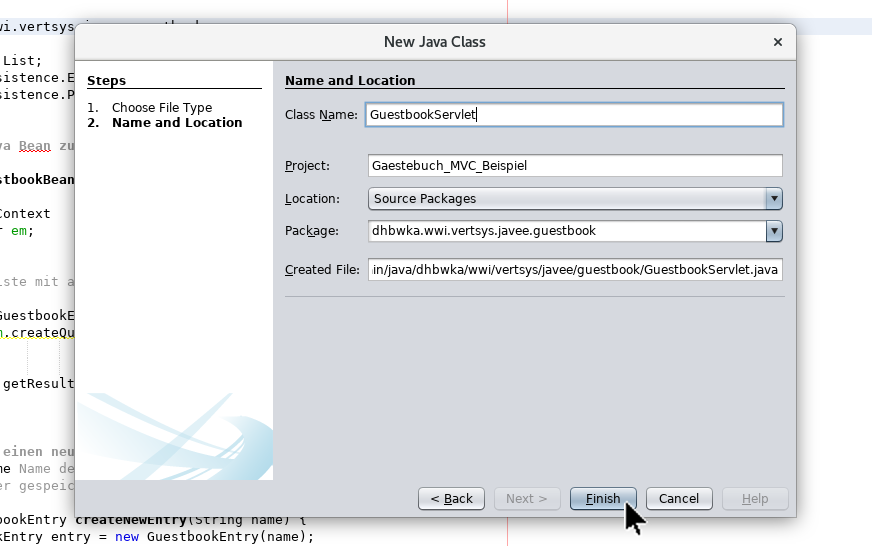 wi.vertsys
New Java Class
List;
sistence.E
sistence.P
va Bean zu
stbookBean
Context
r em;
iste mit a
GuestbookE
m.createQu
getResult
einen neu
me Name de
er gespeic
ookEntry createNewEntry(String name) {
kEntry entry = new GuestbookEntry(name);
Steps
1. Choose File Type
2. Name and Location
Name and Location
Class Name: GuestbookServlet
Project: Gaestebuch_MVC_Beispiel
Location: Source Packages
Package: dhbwka.wwi.vertsys.javee.guestbook
Created File: in/java/dhbwka/wwi/vertsys/javee/guestbook/GuestbookServlet.java
< Back Next > Finish Cancel Help